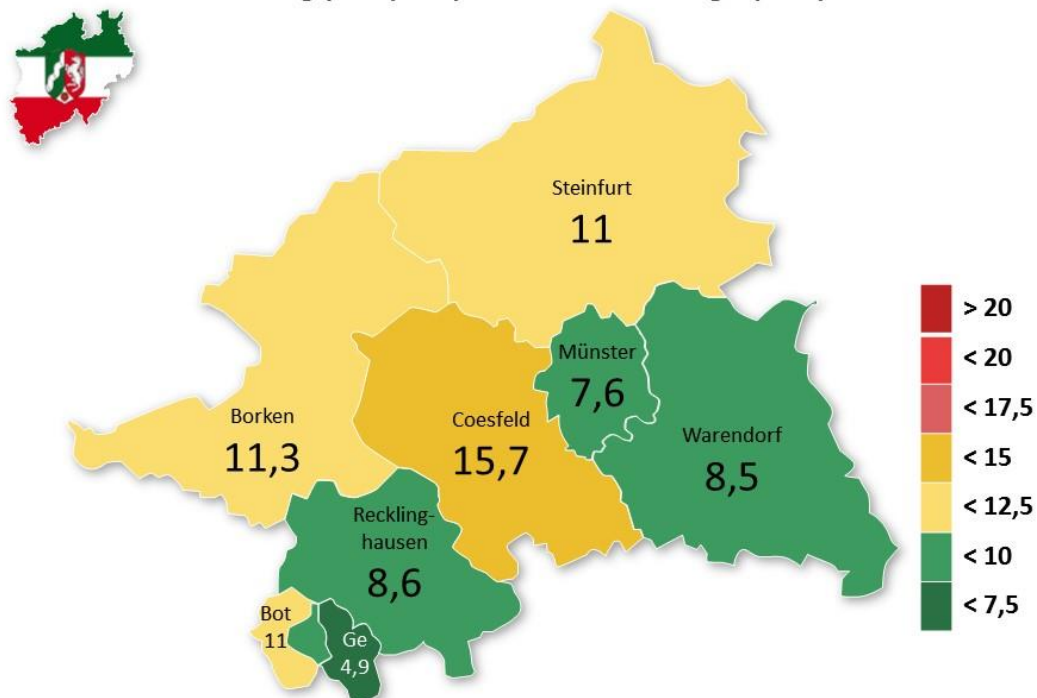 Steinfurt
11
Münster
7,6
Borken
11,3
Coesfeld
15,7
Warendorf
8,5
Reckling-
hausen
8,6
Bot
11
Ge
4,9
> 20
< 20
< 17,5
< 15
< 12,5
< 10
< 7,5